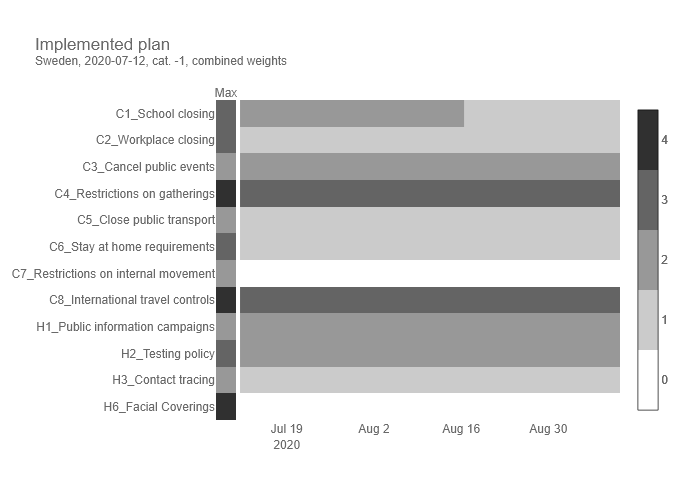 Implemented plan
Sweden, 2020-07-12, cat. -1, combined weights
Max
C1_School closing
C2_Workplace closing
C3_Cancel public events
C4_Restrictions on gatherings
C5_Close public transport
C6_Stay at home requirements
C7_Restrictions on internal movement
C8_International travel controls
H1_Public information campaigns
H2_Testing policy
H3_Contact tracing
H6_Facial Coverings
Jul 19
2020
Aug 2
Aug 16
Aug 30
4
3
2
1
0